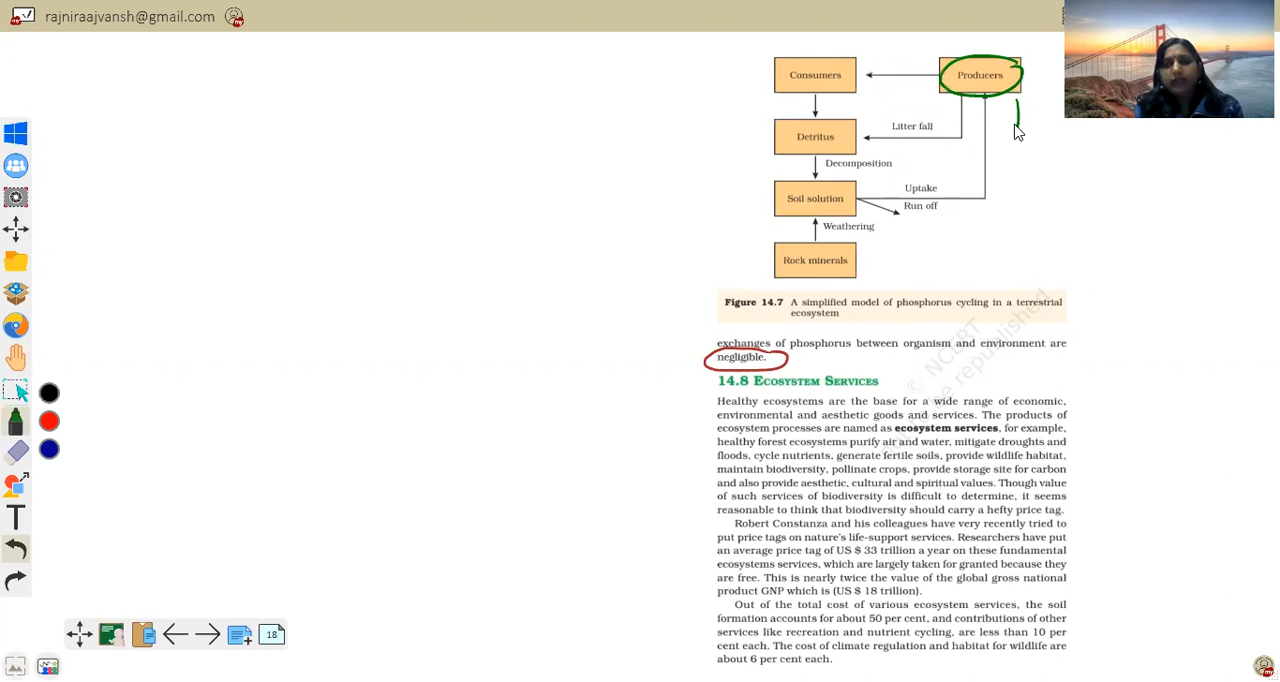 rajniraajvansh@gmail.com
Consumers
Producers
Litter fall
Detritus
Decomposition
Uptake
Soil solution
Run off
Weathering
Rock minerals
Figure 14.7 A simplified model of phosphorus cycling in a terrestrial
ecosystem
exchanges of phosphorus between organism and environment are
negligible.
14.8 ECOSYSTEM SERVICES
Healthy ecosystems are the base for a wide range of economic,
environmental and aesthetic goods and services. The products of
ecosystem processes are named as ecosystem services, for example,
healthy forest ecosystems purify air and water, mitigate droughts and
floods, cycle nutrients, generate fertile soils, provide wildlife habitat,
maintain biodiversity, pollinate crops, provide storage site for carbon
and also provide aesthetic, cultural and spiritual values. Though value
of such services of biodiversity is difficult to determine, it seems
reasonable to think that biodiversity should carry a hefty price tag.
Robert Constanza and his colleagues have very recently tried to
put price tags on nature's life-support services. Researchers have put
an average price tag of US $ 33 trillion a year on these fundamental
ecosystems services, which are largely taken for granted because they
are free. This is nearly twice the value of the global gross national
product GNP which is (US $ 18 trillion).
Out of the total cost of various ecosystem services, the soil
formation accounts for about 50 per cent, and contributions of other
services like recreation and nutrient cycling, are less than 10 per
cent each. The cost of climate regulation and habitat for wildlife are
about 6 per cent each.
© NCERT
be republished
18